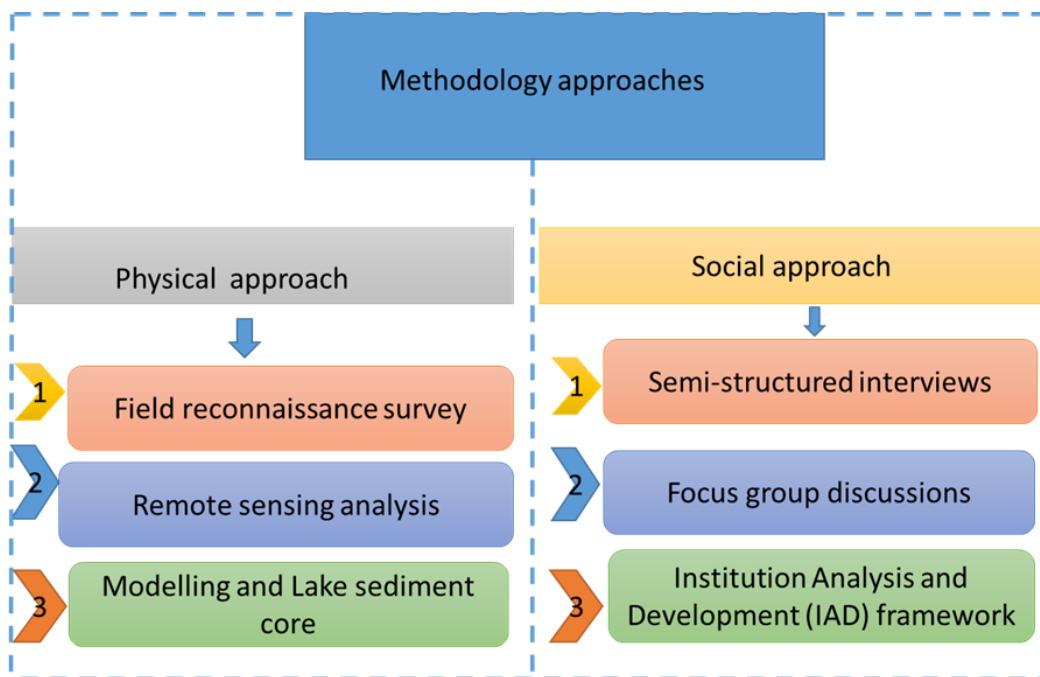 Methodology approaches
Physical approach
1
Field reconnaissance survey
2
Remote sensing analysis
3
Modelling and Lake sediment
core
Social approach
1
Semi-structured interviews
2
Focus group discussions
3
Institution Analysis and
Development (IAD) framework